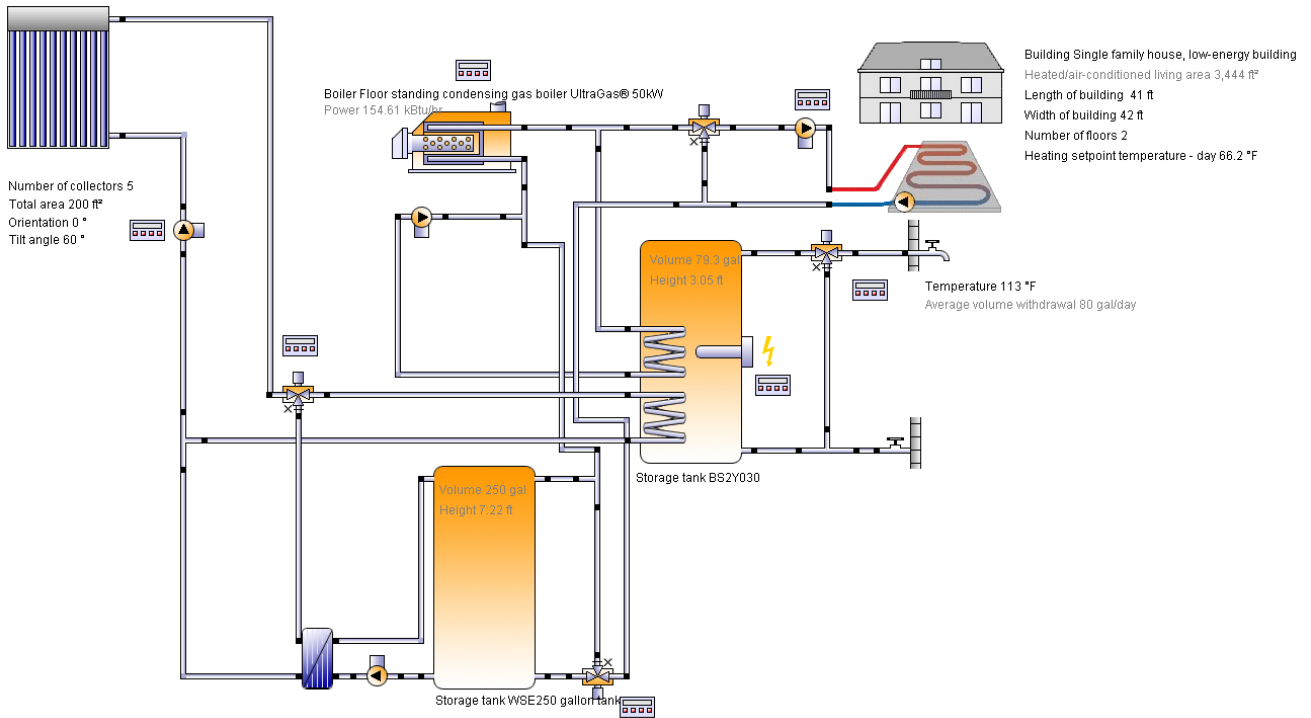 Building Single family house, low-energy building
Heated/air-conditioned living area 3,444 ft²
Length of building 41 ft
Width of building 42 ft
Number of floors 2
Heating setpoint temperature - day 66.2 °F
Boiler Floor standing condensing gas boiler UltraGas® 50kW
Power 154.61 kBtu/hr
Number of collectors 5
Total area 200 ft²
Orientation 0 °
Tilt angle 60 °
Volume 79.3 gal
Height 3.05 ft
Temperature 113 °F
Average volume withdrawal 80 gal/day
Storage tank BS2Y030
Volume 250 gal
Height 7.22 ft
Storage tank WSE250 gallon tank